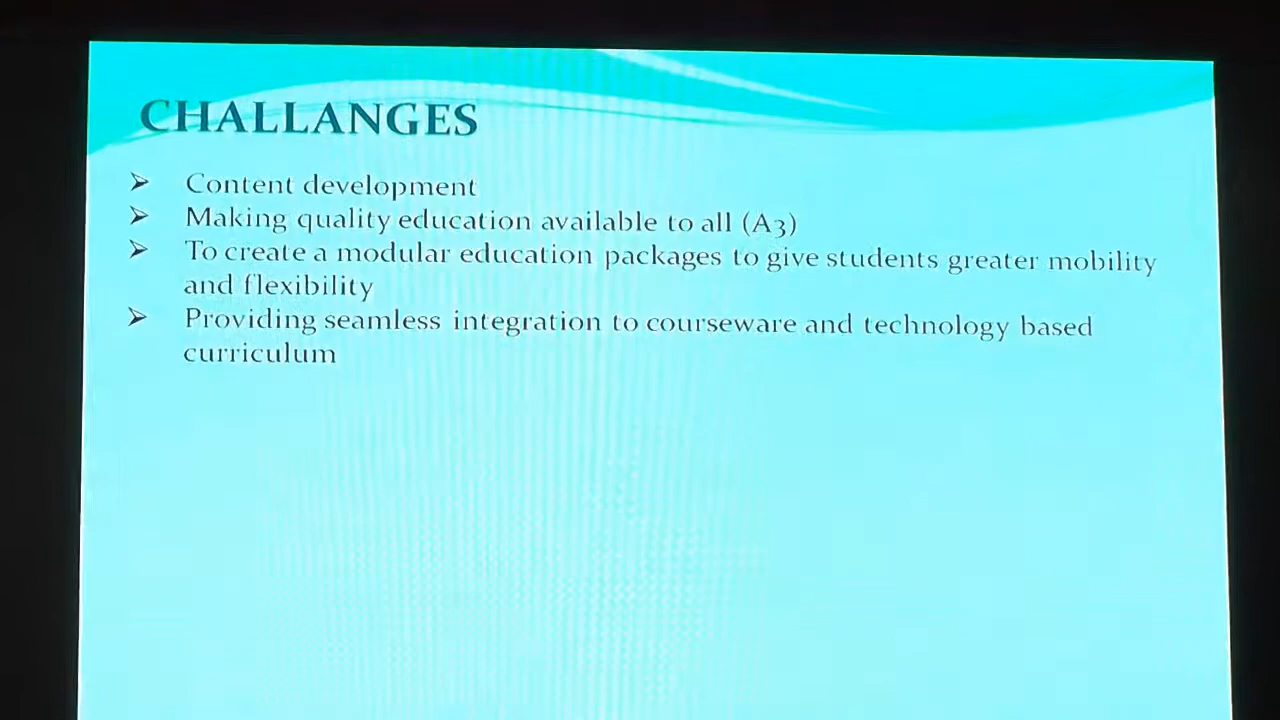 CHALLANGES
➢ Content development
➢ Making quality education available to all (A3)
➢ To create a modular education packages to give students greater mobility
and flexibility
➢ Providing seamless integration to courseware and technology based
curriculum